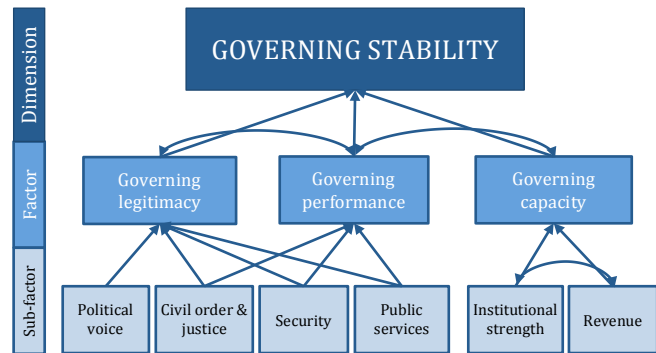 Dimension
GOVERNING STABILITY
Factor
Governing
legitimacy
Governing
performance
Governing
capacity
Sub-factor
Political
voice
Civil order &
justice
Security
Public
services
Institutional
strength
Revenue